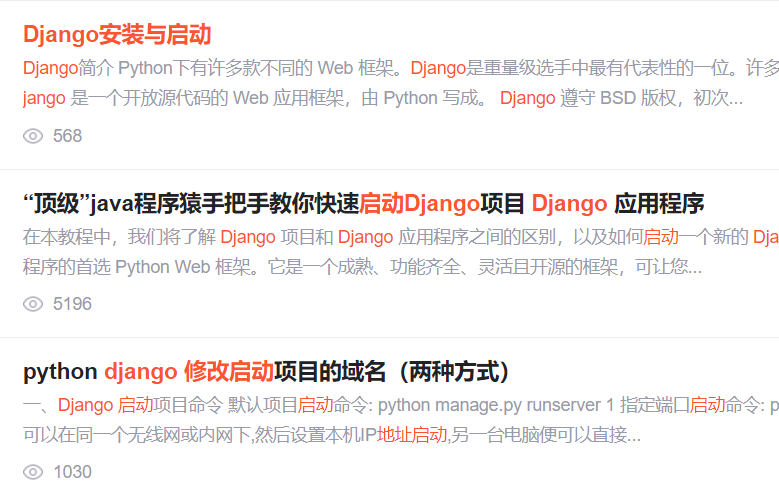 Django安装与启动
Django简介 Python下有许多款不同的 Web 框架。Django是重量级选手中最有代表性的一位。许多
jango 是一个开放源代码的 Web 应用框架，由 Python 写成。 Django 遵守 BSD 版权，初次...
568
“顶级”java程序猿手把手教你快速启动Django项目 Django 应用程序
在本教程中，我们将了解 Django 项目和 Django 应用程序之间的区别，以及如何启动一个新的 Dja
程序的首选 Python Web 框架。它是一个成熟、功能齐全、灵活且开源的框架，可让您...
5196
python django 修改启动项目的域名（两种方式）
一、Django 启动项目命令 默认项目启动命令: python manage.py runserver 1 指定端口启动命令: p
可以在同一个无线网或内网下,然后设置本机IP地址启动,另一台电脑便可以直接...
1030